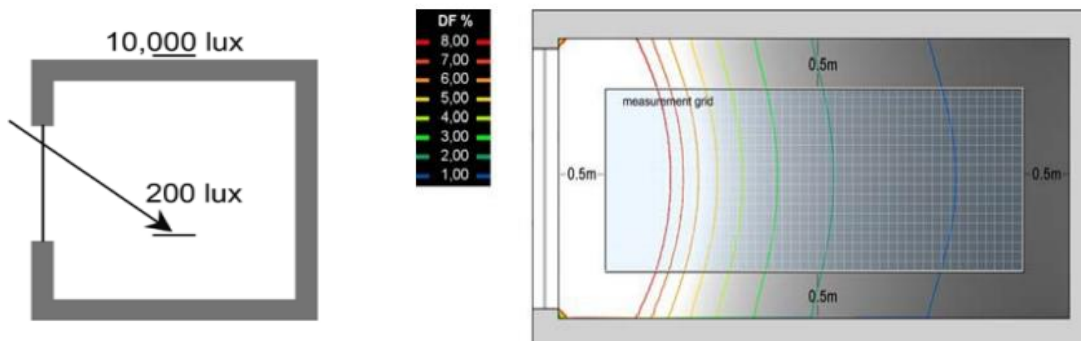 10,000 lux
200 lux
DF %
8,00
7,00
6,00
5,00
4,00
3,00
2,00
1,00
0.5m
measurement grid
0.5m
0.5m
0.5m